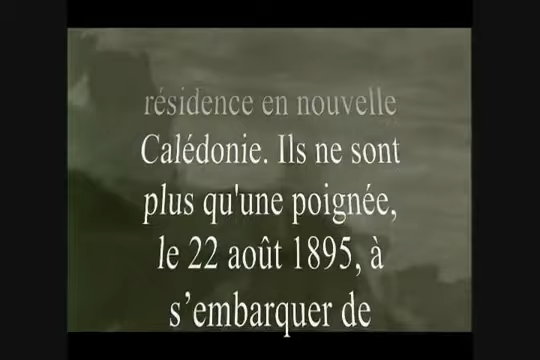 résidence en nouvelle
Calédonie. Ils ne sont
plus qu'une poignée,
le 22 août 1895, à
s’embarquer de